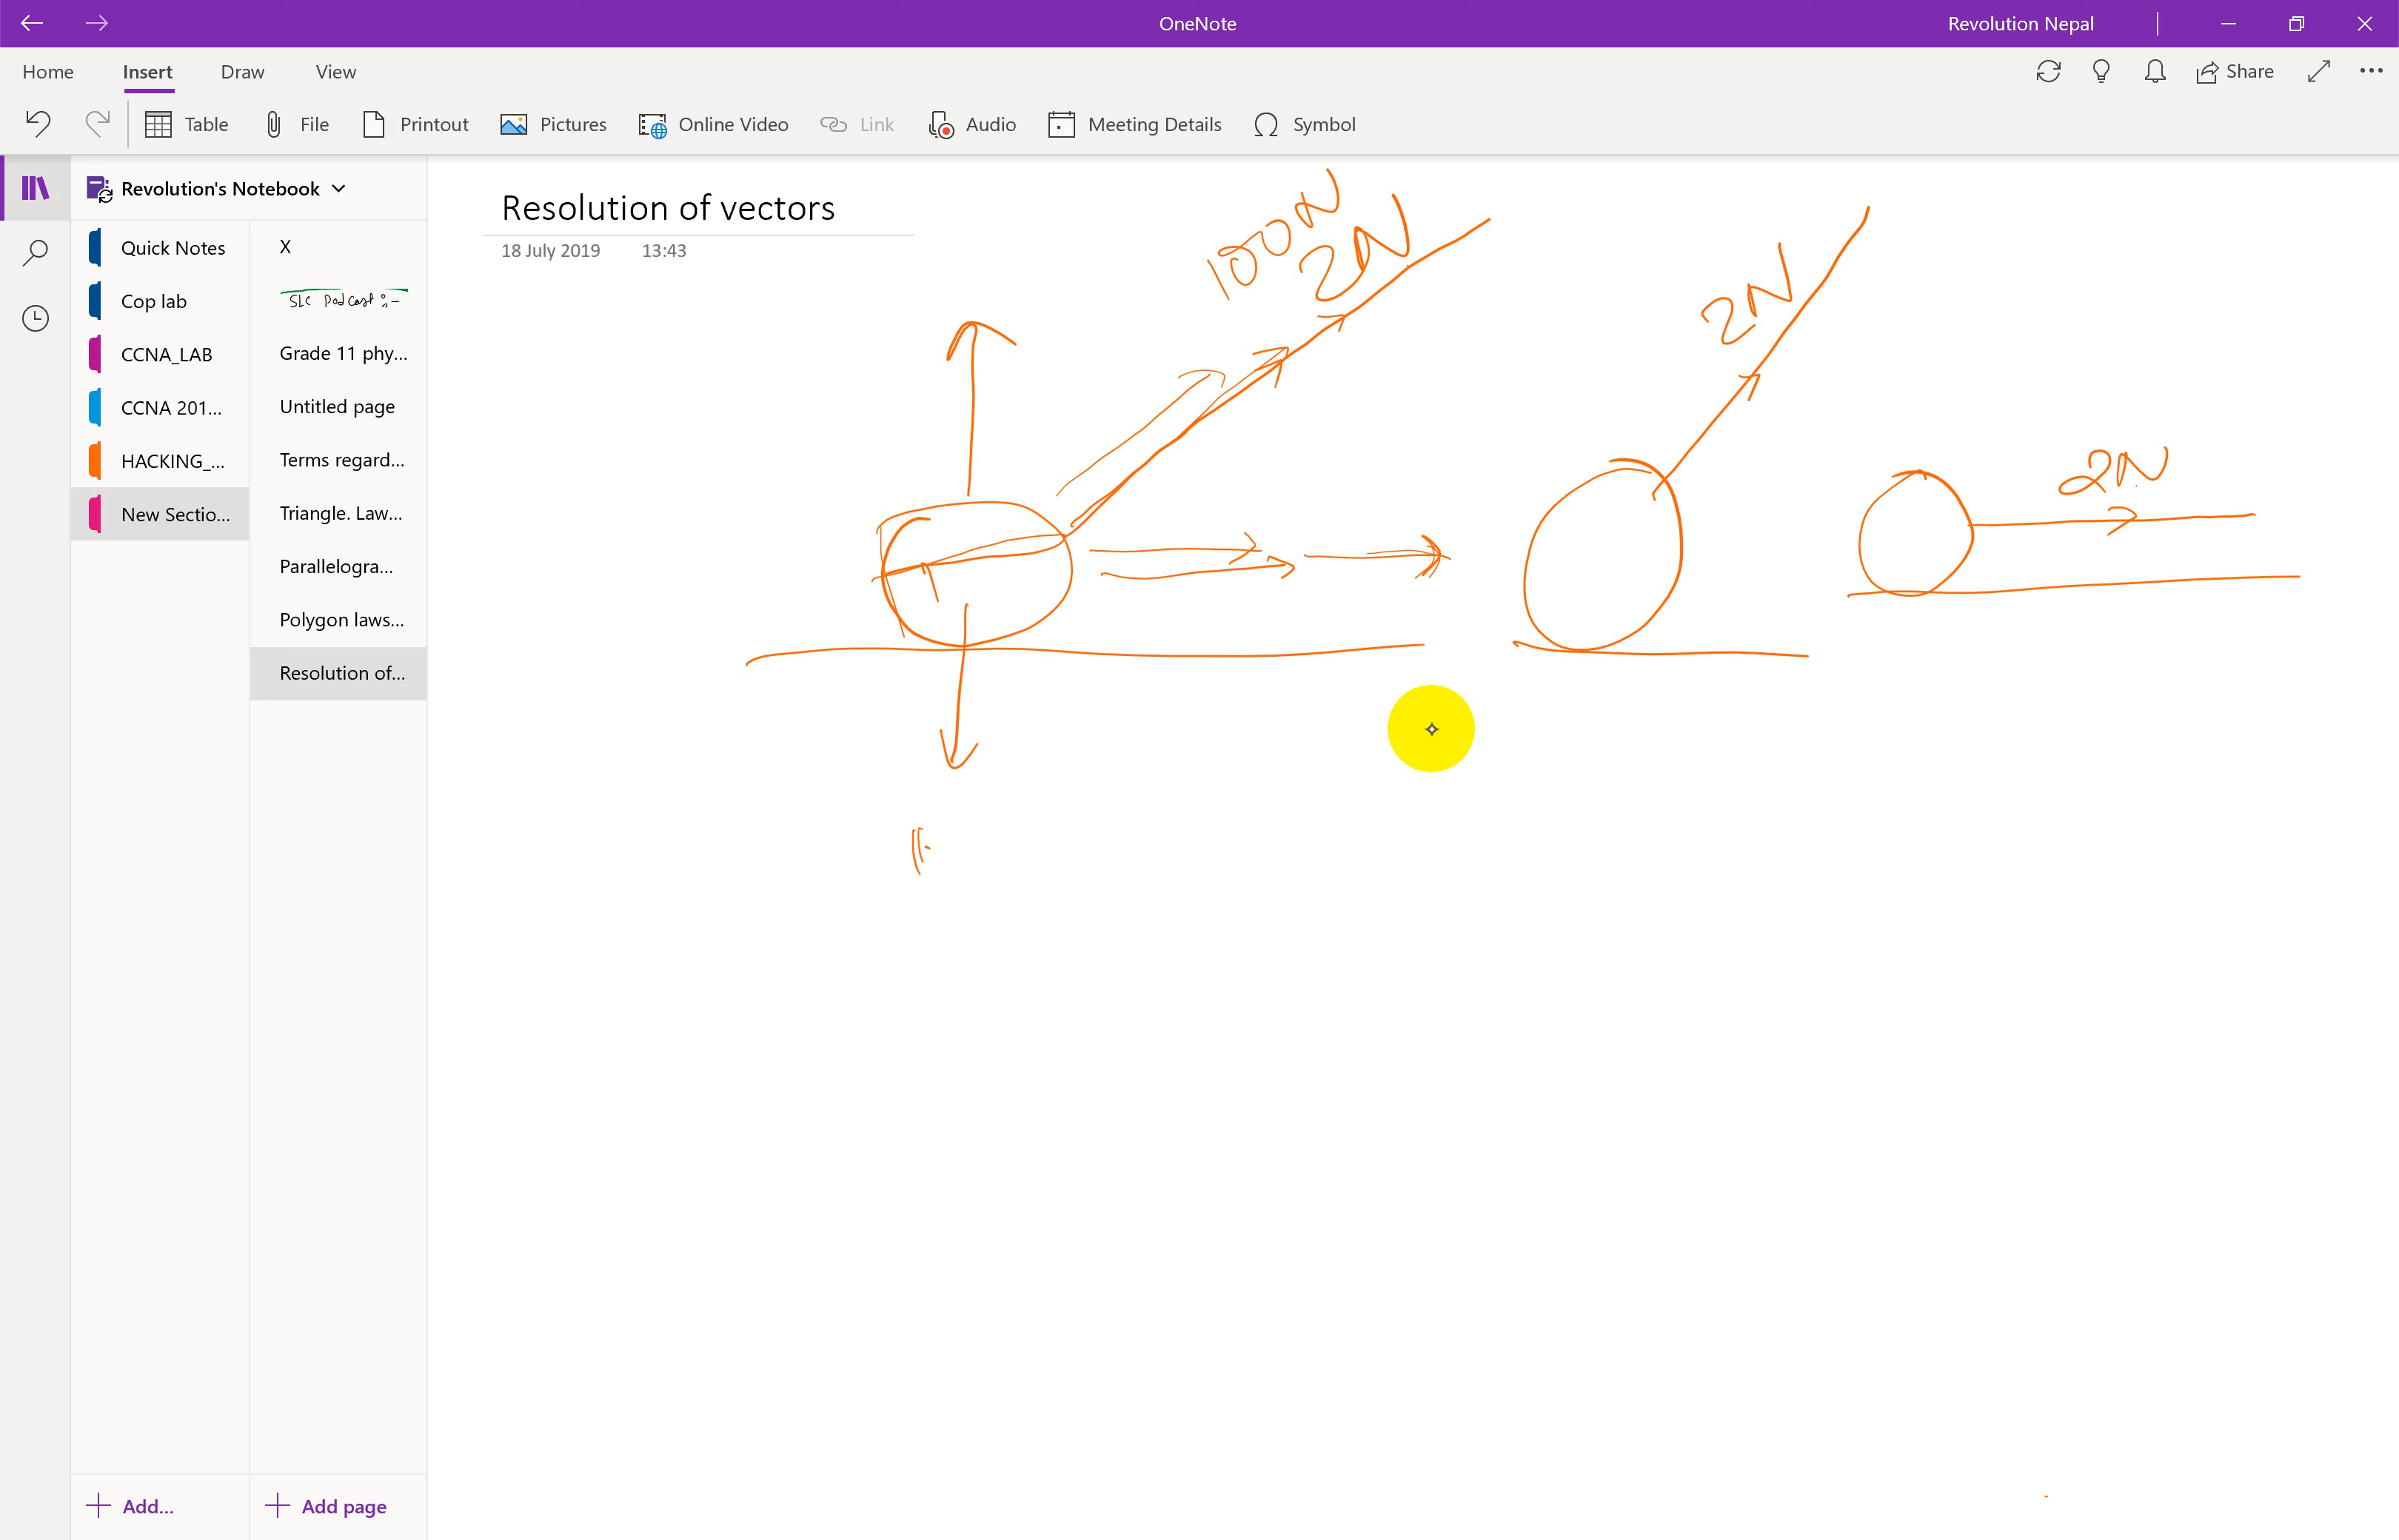 OneNote
Revolution Nepal
Home Insert Draw View
Share
Table File Printout Pictures Online Video Link Audio Meeting Details Symbol
Revolution's Notebook
Quick Notes
Cop lab
CCNA_LAB
CCNA 201...
HACKING_...
New Sectio...
X
SLC Podcast :-
Grade 11 phy...
Untitled page
Terms regard...
Triangle. Law...
Parallelogra...
Polygon laws...
Resolution of...
Add...
Add page
Resolution of vectors
18 July 2019 13:43
100N
2N
2N
2N